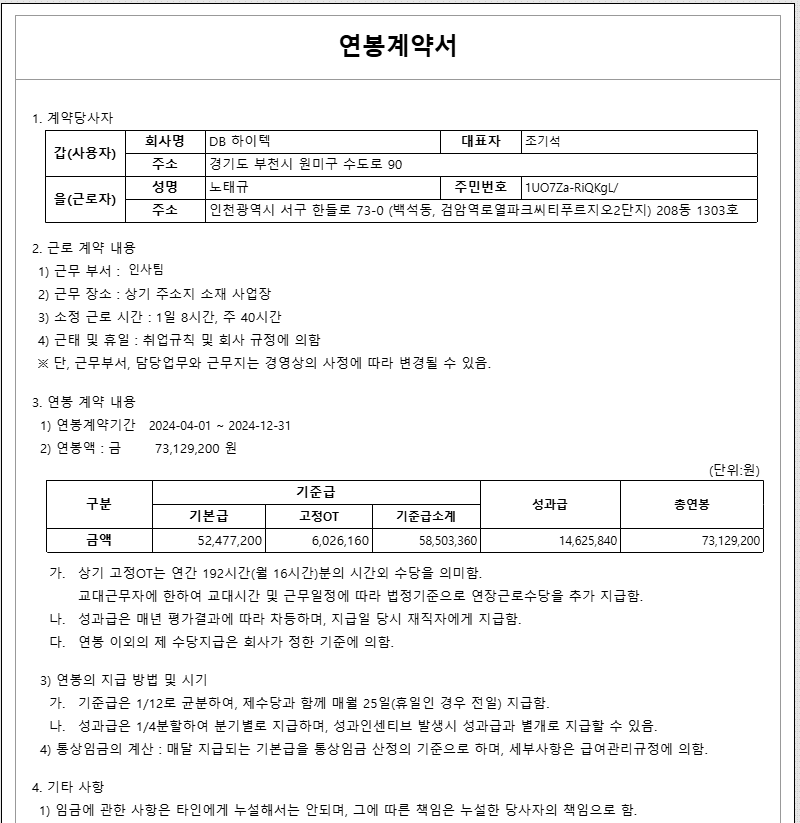 연봉계약서
1. 계약당사자
갑(사용자) 회사명 DB 하이텍 대표자 조기석
주소 경기도 부천시 원미구 수도로 90
을(근로자) 성명 노태규 주민번호 1UO7Za-RiQKgL/
주소 인천광역시 서구 한들로 73-0 (백석동, 검암역로열파크씨티푸르지오2단지) 208동 1303호
2. 근로 계약 내용
1) 근무 부서 : 인사팀
2) 근무 장소 : 상기 주소지 소재 사업장
3) 소정 근로 시간 : 1일 8시간, 주 40시간
4) 근태 및 휴일 : 취업규칙 및 회사 규정에 의함
※ 단, 근무부서, 담당업무와 근무지는 경영상의 사정에 따라 변경될 수 있음.
3. 연봉 계약 내용
1) 연봉계약기간 2024-04-01 ~ 2024-12-31
2) 연봉액 : 금 73,129,200 원
(단위:원)
구분 기준급 성과급 총연봉
기본급 고정OT 기준급소계
금액 52,477,200 6,026,160 58,503,360 14,625,840 73,129,200
가. 상기 고정OT는 연간 192시간(월 16시간)분의 시간외 수당을 의미함.
교대근무자에 한하여 교대시간 및 근무일정에 따라 법정기준으로 연장근로수당을 추가 지급함.
나. 성과급은 매년 평가결과에 따라 차등하며, 지급일 당시 재직자에게 지급함.
다. 연봉 이외의 제 수당지급은 회사가 정한 기준에 의함.
3) 연봉의 지급 방법 및 시기
가. 기준급은 1/12로 균분하여, 제수당과 함께 매월 25일(휴일인 경우 전일) 지급함.
나. 성과급은 1/4분할하여 분기별로 지급하며, 성과인센티브 발생시 성과급과 별개로 지급할 수 있음.
4) 통상임금의 계산 : 매달 지급되는 기본급을 통상임금 산정의 기준으로 하며, 세부사항은 급여관리규정에 의함.
4. 기타 사항
1) 임금에 관한 사항은 타인에게 누설해서는 안되며, 그에 따른 책임은 누설한 당사자의 책임으로 함.